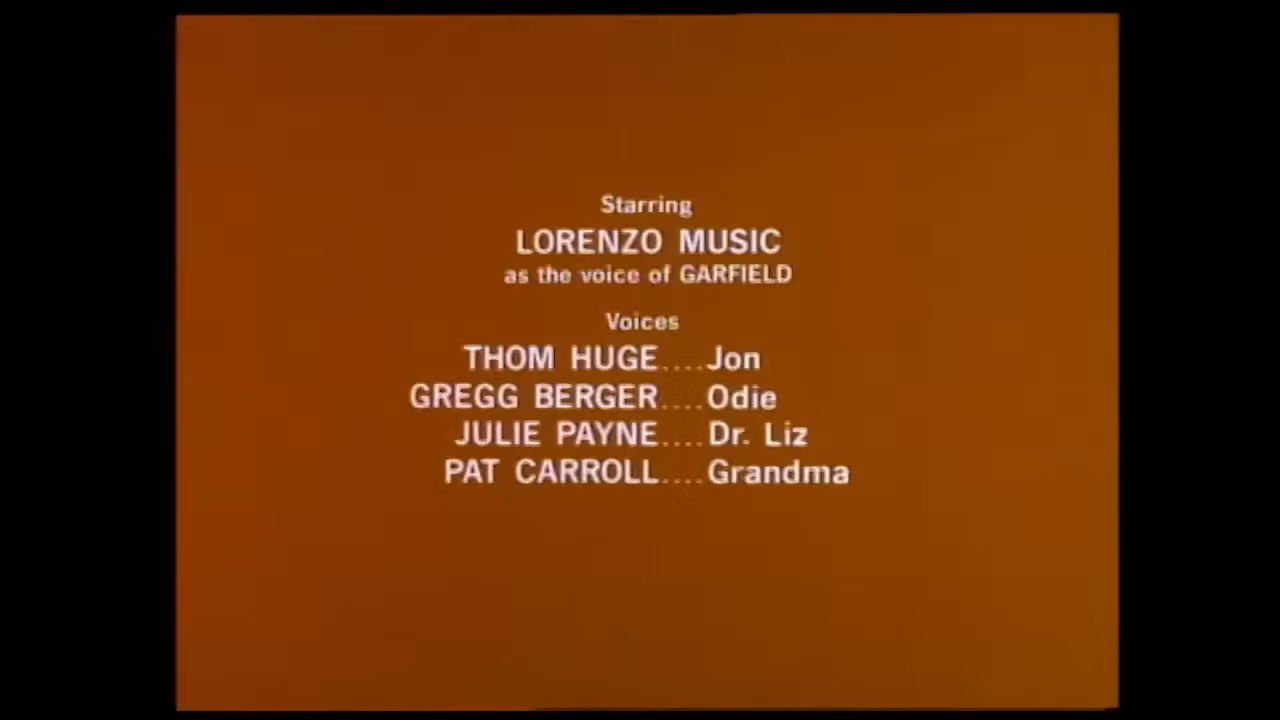 Starring
LORENZO MUSIC
as the voice of GARFIELD
Voices
THOM HUGE....Jon
GREGG BERGER....Odie
JULIE PAYNE....Dr. Liz
PAT CARROLL....Grandma